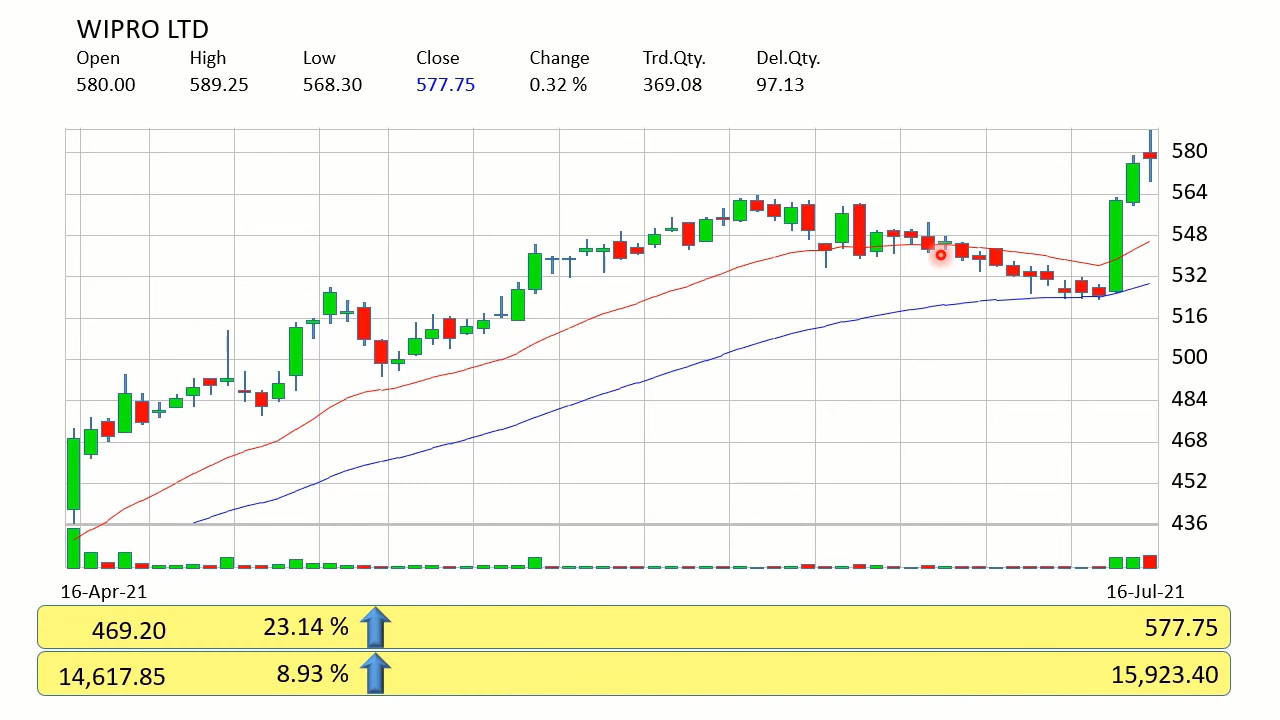 WIPRO LTD
Open High Low Close Change Trd.Qty. Del.Qty.
580.00 589.25 568.30 577.75 0.32 % 369.08 97.13
580
564
548
532
516
500
484
468
452
436
16-Apr-21 16-Jul-21
469.20 23.14 % 577.75
14,617.85 8.93 % 15,923.40